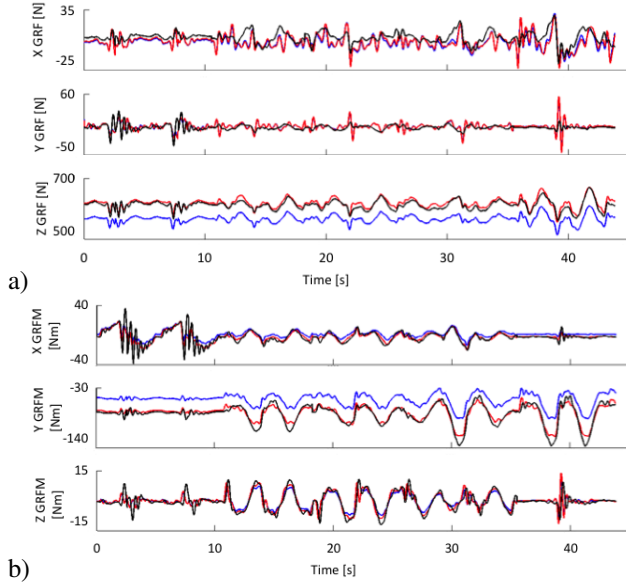 X GRF [N]
35
-25
Y GRF [N]
60
-50
Z GRF [N]
700
500
0 10 20 30 40
Time [s]
a)
X GRFM [Nm]
40
-40
Y GRFM [Nm]
-30
-140
Z GRFM [Nm]
15
-15
0 10 20 30 40
Time [s]
b)